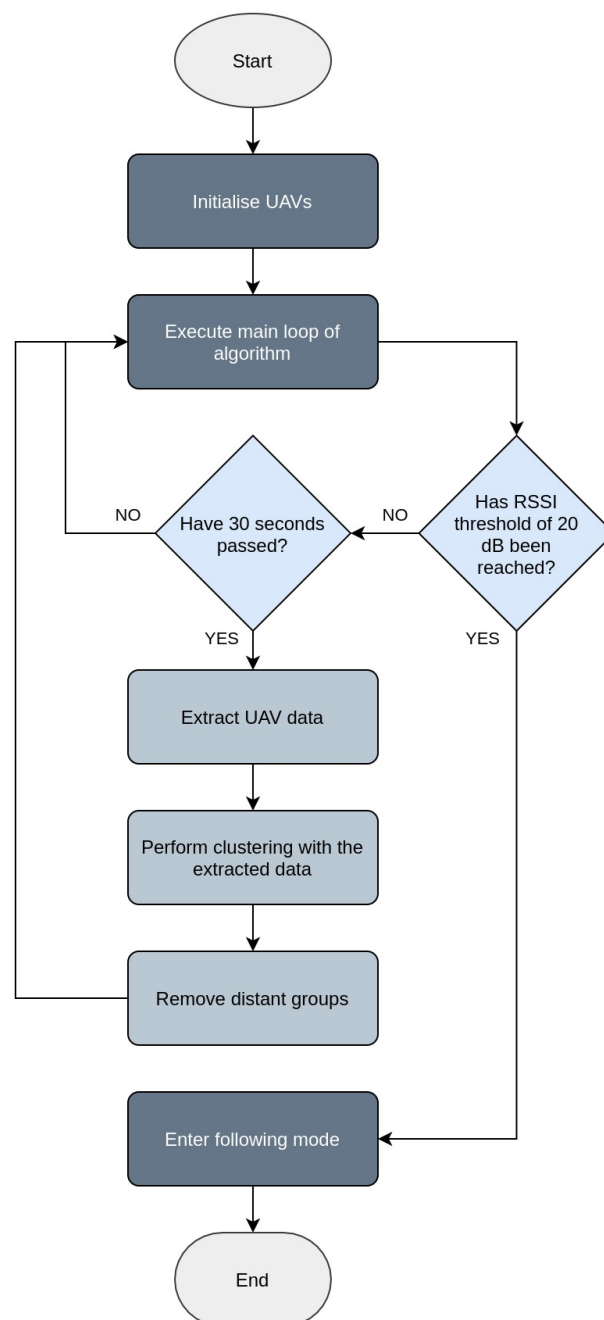 Start
Initialise UAVs
Execute main loop of
algorithm
Has RSSI
threshold of 20
dB been
reached?
NO
Have 30 seconds
passed?
NO
YES
YES
Extract UAV data
Perform clustering with the
extracted data
Remove distant groups
Enter following mode
End